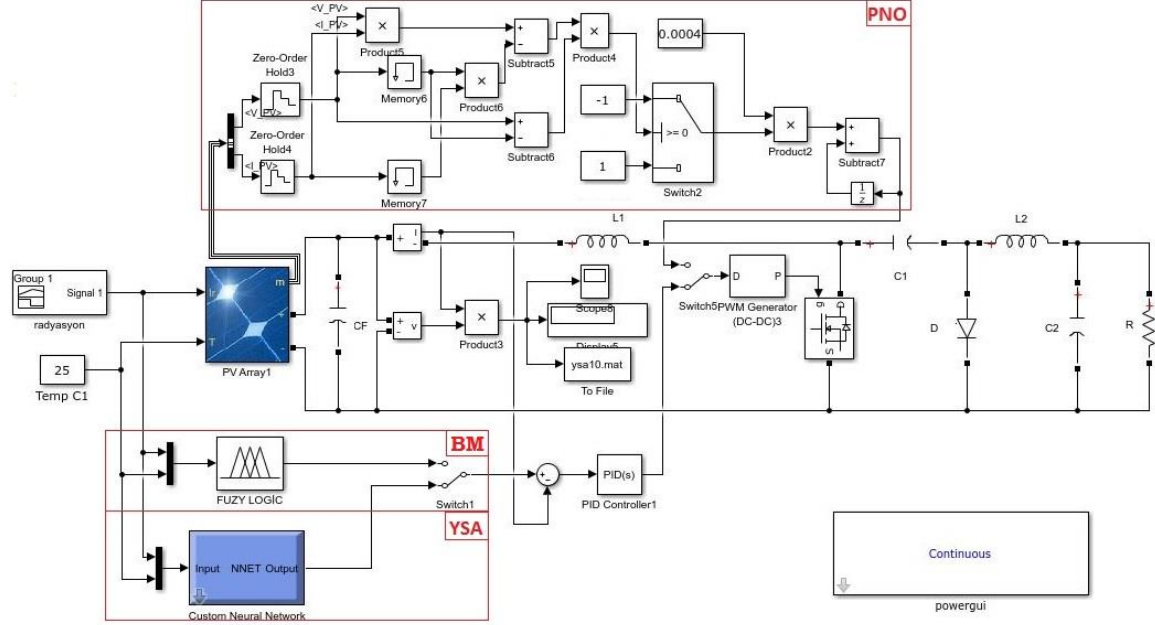 <V_PV>
<I_PV>
PNO
×
Product5
+
−
Subtract5
×
Product4
0.0004
Zero-Order
Hold3
Memory6
×
Product6
<V_PV>
-1
>= 0
×
Product2
+
+
Subtract7
Zero-Order
Hold4
+
−
Subtract6
<I_PV>
1
Switch2
Memory7
1
z
L1
L2
+
i
-
+
+
+
C1
Group 1
Signal 1
radyasyon
Ir
m
+
T
-
PV Array1
+
CF
+
-
v
×
Product3
Scope8
Display5
ysa10.mat
To File
Switch5
D
P
PWM Generator
(DC-DC)3
g
D
S
D
+
C2
+
R
25
Temp C1
BM
FUZY LOGİC
Switch1
+
−
PID(s)
PID Controller1
YSA
Input
NNET Output
Custom Neural Network
Continuous
powergui